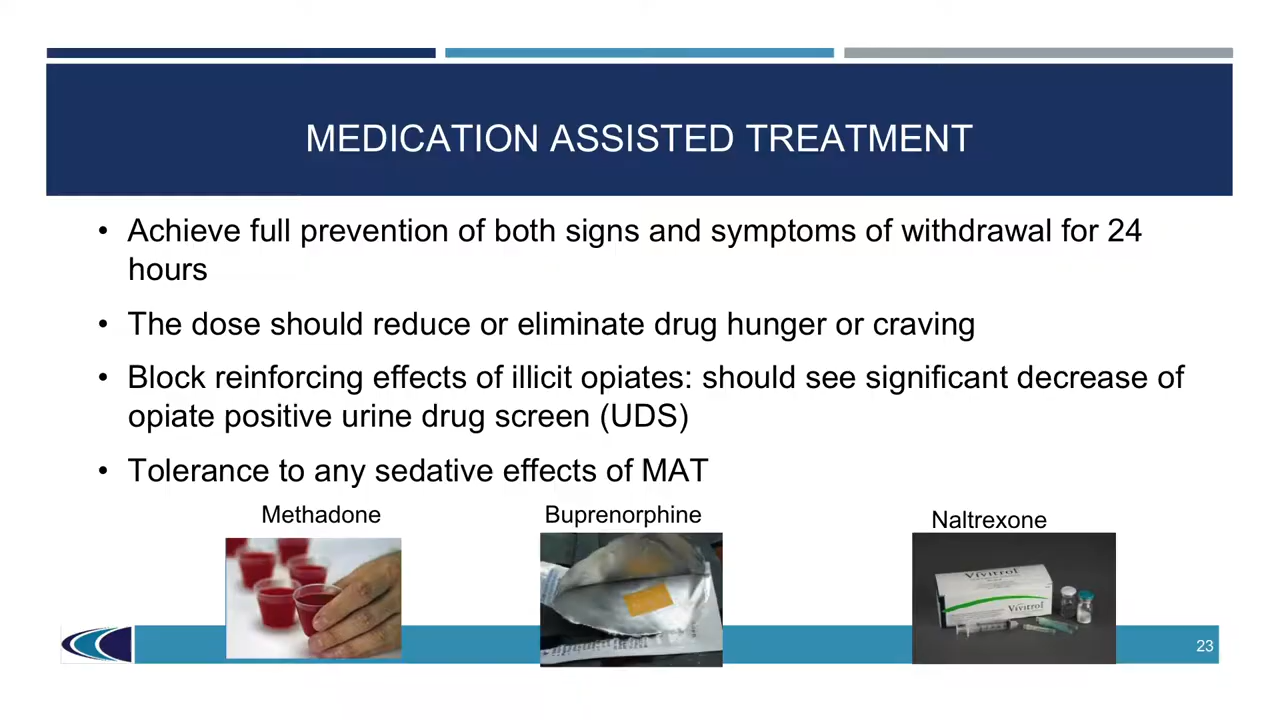 MEDICATION ASSISTED TREATMENT
• Achieve full prevention of both signs and symptoms of withdrawal for 24
hours
• The dose should reduce or eliminate drug hunger or craving
• Block reinforcing effects of illicit opiates: should see significant decrease of
opiate positive urine drug screen (UDS)
• Tolerance to any sedative effects of MAT
Methadone
Buprenorphine
Naltrexone
Vivitrol
Vivitrol
23